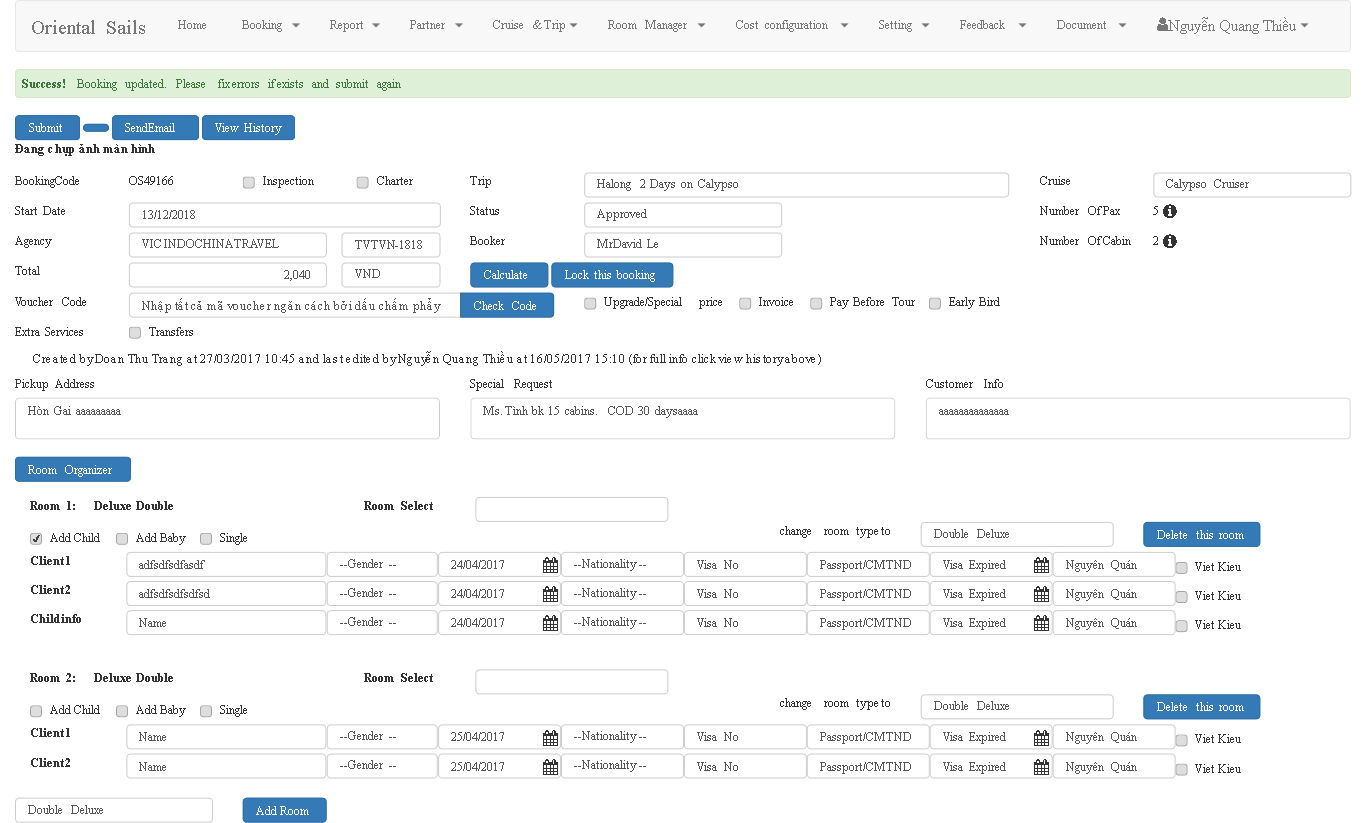 Oriental Sails Home Booking Report Partner Cruise & Trip Room Manager Cost configuration Setting Feedback Document Nguyễn Quang Thiều
Success! Booking updated. Please fix errors if exists and submit again
Submit Send Email View History
Đang chụp ảnh màn hình
Booking Code OS49166 Inspection Charter Trip Halong 2 Days on Calypso Cruise Calypso Cruiser
Start Date 13/12/2018 Status Approved Number Of Pax 5
Agency VIC INDOCHINA TRAVEL TVTVN-1818 Booker Mr David Le Number Of Cabin 2
Total 2,040 VND Calculate Lock this booking
Voucher Code Nhập tất cả mã voucher ngăn cách bởi dấu chấm phẩy Check Code Upgrade/Special price Invoice Pay Before Tour Early Bird
Extra Services Transfers
Created by Doan Thu Trang at 27/03/2017 10:45 and last edited by Nguyễn Quang Thiều at 16/05/2017 15:10 (for full info click view history above)
Pickup Address Special Request Customer Info
Hòn Gai aaaaaaaaa Ms. Tình bk 15 cabins. COD 30 daysaaaa aaaaaaaaaaaaaa
Room Organizer
Room 1: Deluxe Double Room Select
Add Child Add Baby Single change room type to Double Deluxe Delete this room
Client1 adfsdfsdfasdf --Gender -- 24/04/2017 --Nationality-- Visa No Passport/CMTND Visa Expired Nguyên Quán Viet Kieu
Client2 adfsdfsdfsdfsd --Gender -- 24/04/2017 --Nationality-- Visa No Passport/CMTND Visa Expired Nguyên Quán Viet Kieu
Child info Name --Gender -- 24/04/2017 --Nationality-- Visa No Passport/CMTND Visa Expired Nguyên Quán Viet Kieu
Room 2: Deluxe Double Room Select
Add Child Add Baby Single change room type to Double Deluxe Delete this room
Client1 Name --Gender -- 25/04/2017 --Nationality-- Visa No Passport/CMTND Visa Expired Nguyên Quán Viet Kieu
Client2 Name --Gender -- 25/04/2017 --Nationality-- Visa No Passport/CMTND Visa Expired Nguyên Quán Viet Kieu
Double Deluxe Add Room